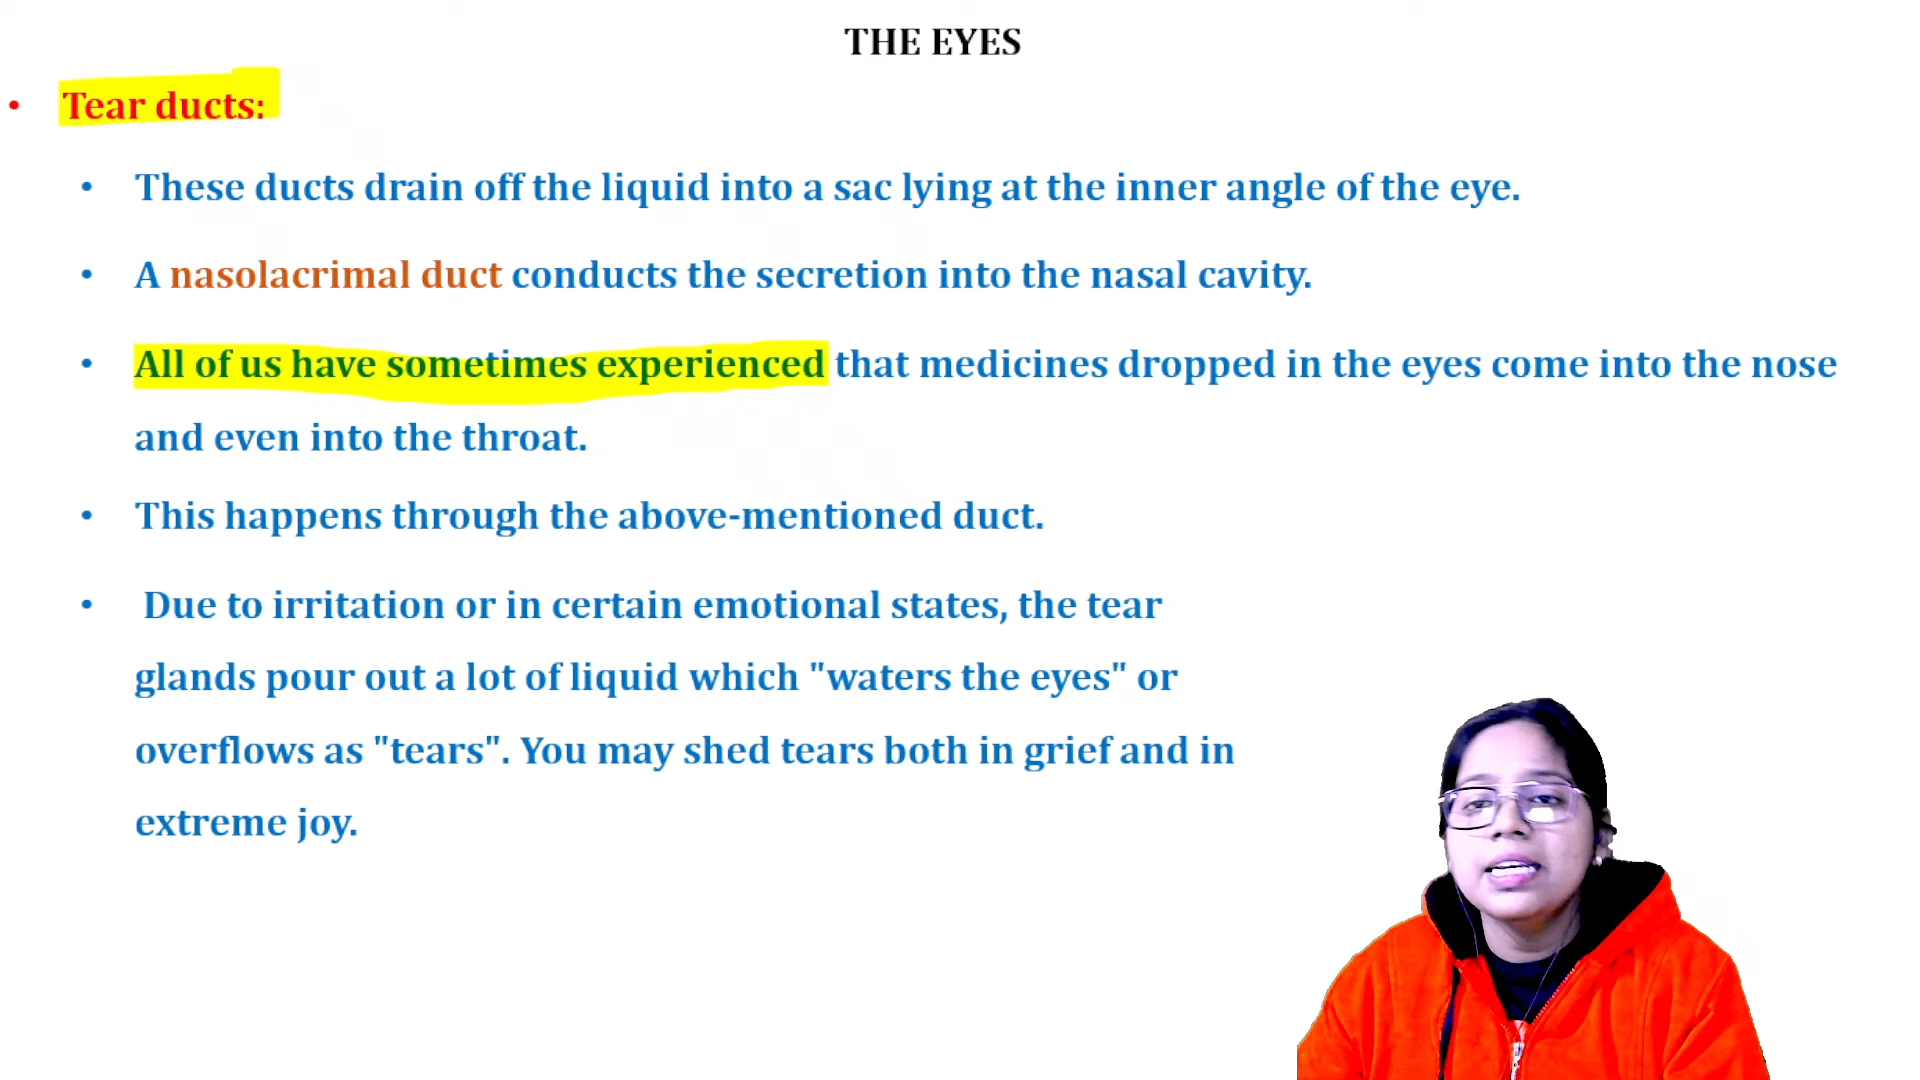 THE EYES
• Tear ducts:
• These ducts drain off the liquid into a sac lying at the inner angle of the eye.
• A nasolacrimal duct conducts the secretion into the nasal cavity.
• All of us have sometimes experienced that medicines dropped in the eyes come into the nose
and even into the throat.
• This happens through the above-mentioned duct.
• Due to irritation or in certain emotional states, the tear
glands pour out a lot of liquid which "waters the eyes" or
overflows as "tears". You may shed tears both in grief and in
extreme joy.